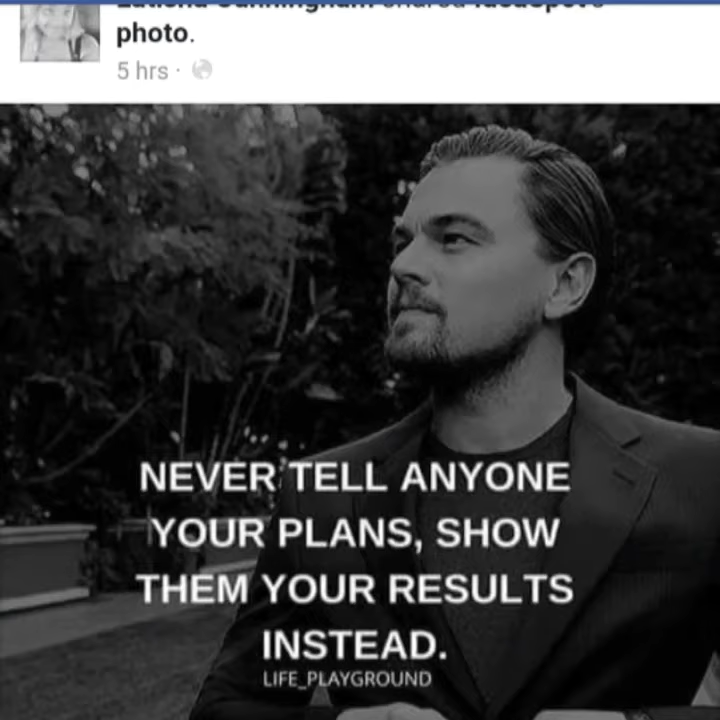 photo.
5 hrs ·
NEVER TELL ANYONE
YOUR PLANS, SHOW
THEM YOUR RESULTS
INSTEAD.
LIFE_PLAYGROUND